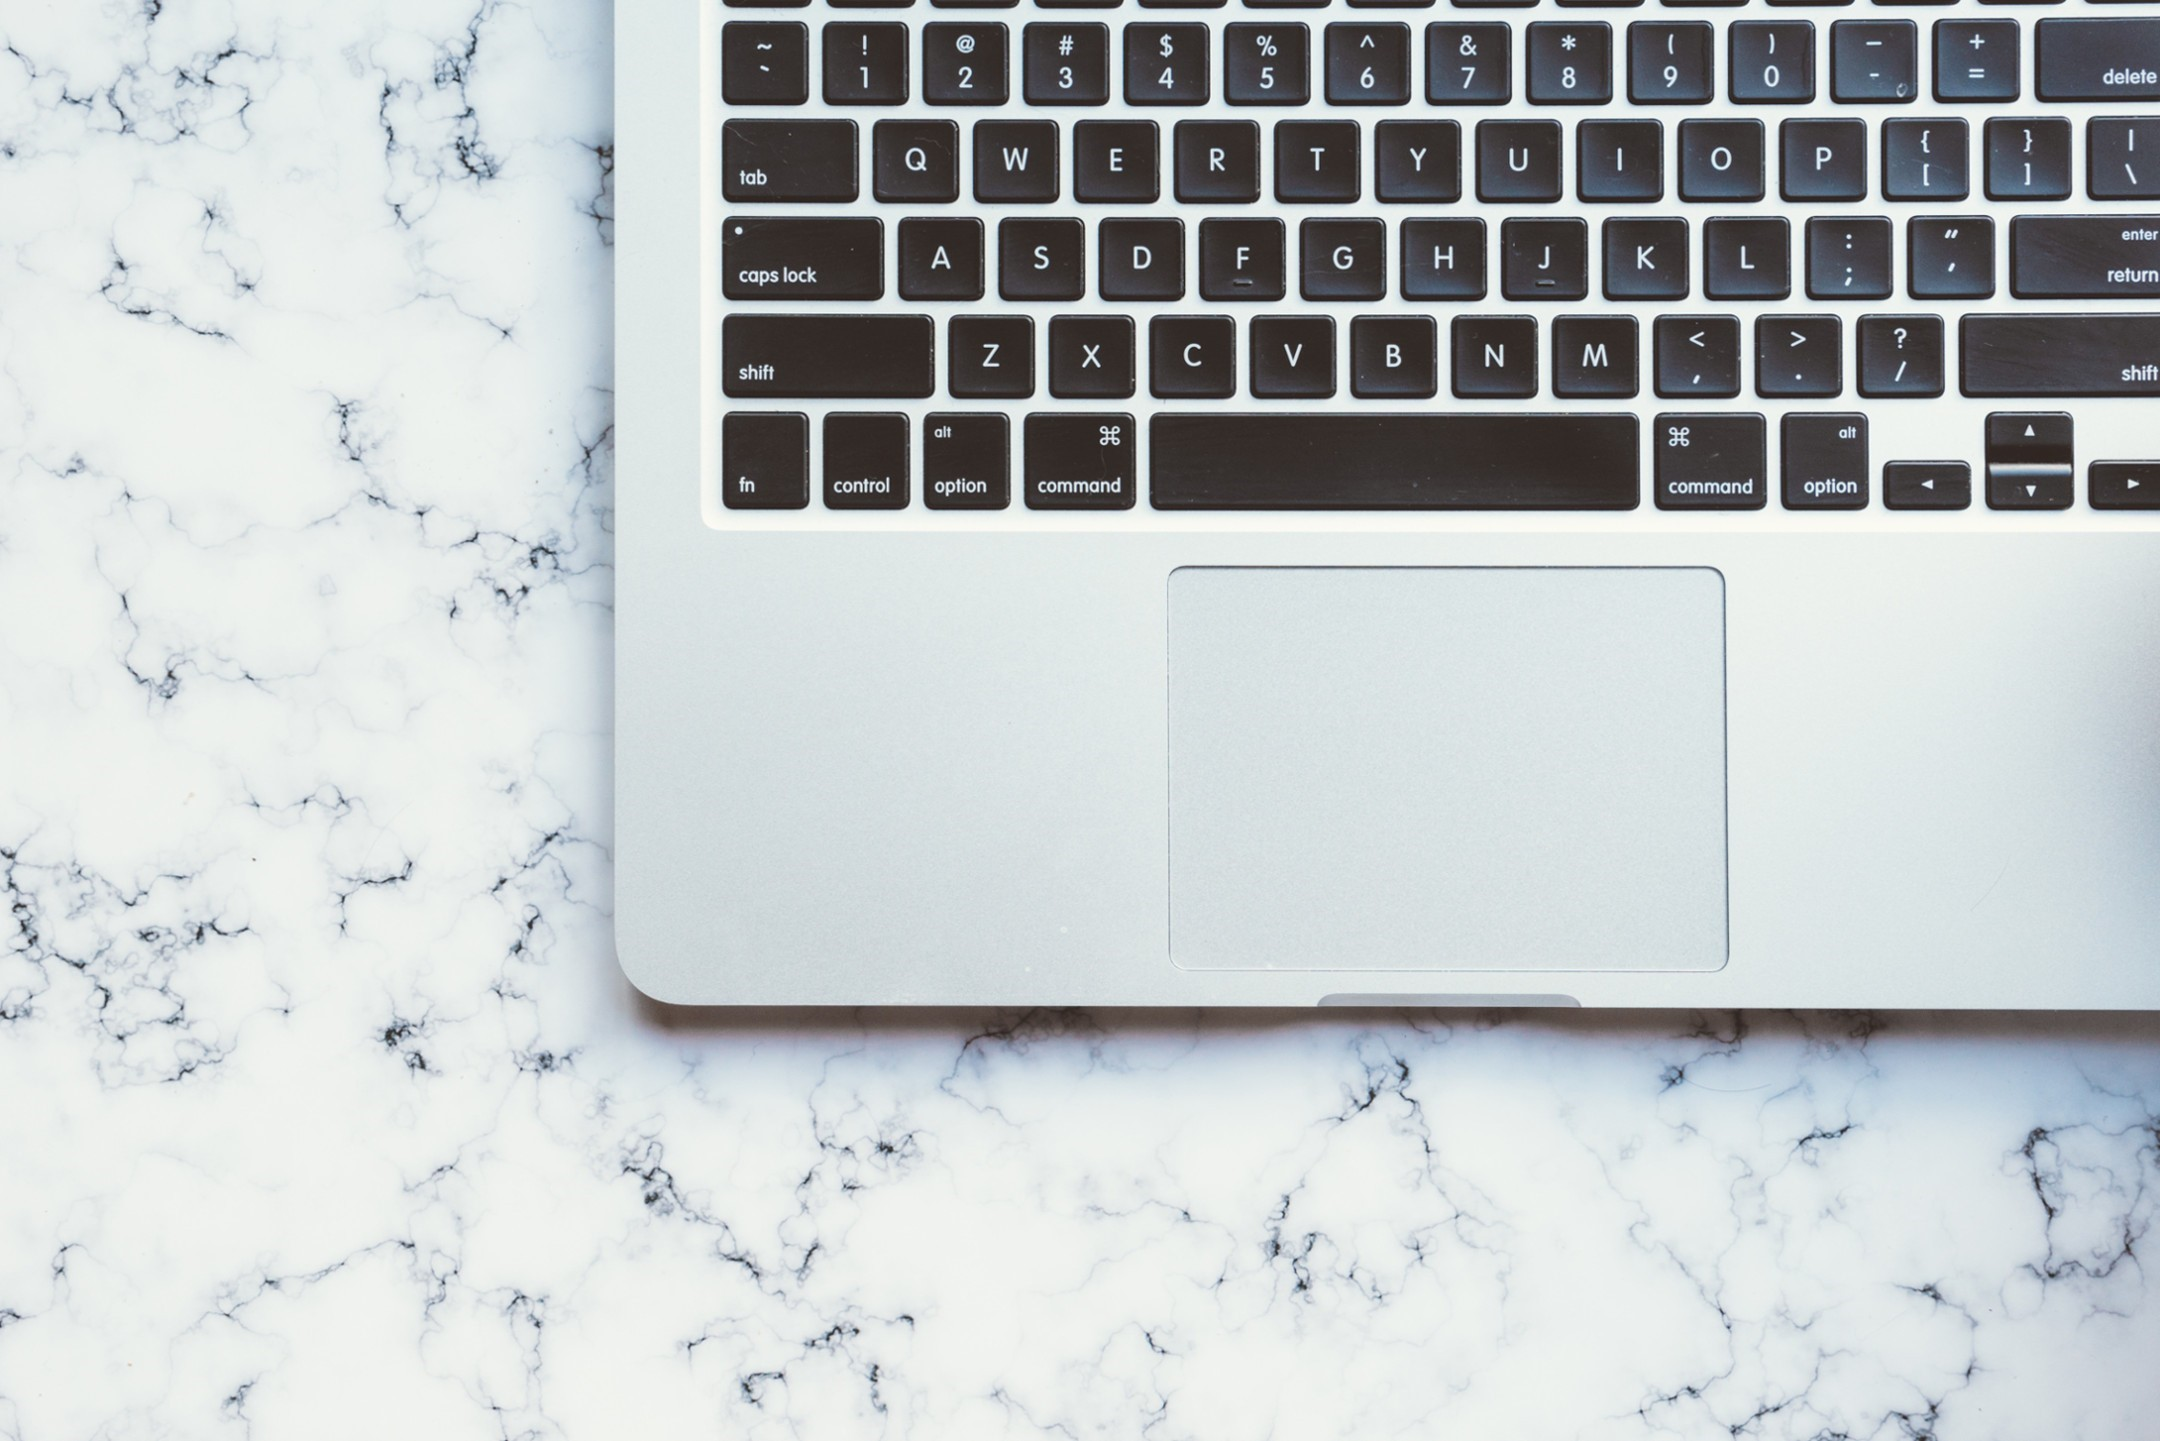 ~ ! @ # $ % ^ & * ( ) — +
` 1 2 3 4 5 6 7 8 9 0 - = delete
tab Q W E R T Y U I O P { [ } ] | \
caps lock A S D F G H J K L : ; " ' enter return
shift Z X C V B N M < , > . ? / shift
fn control alt option ⌘ command ⌘ command alt option ◄ ▲ ▼ ►